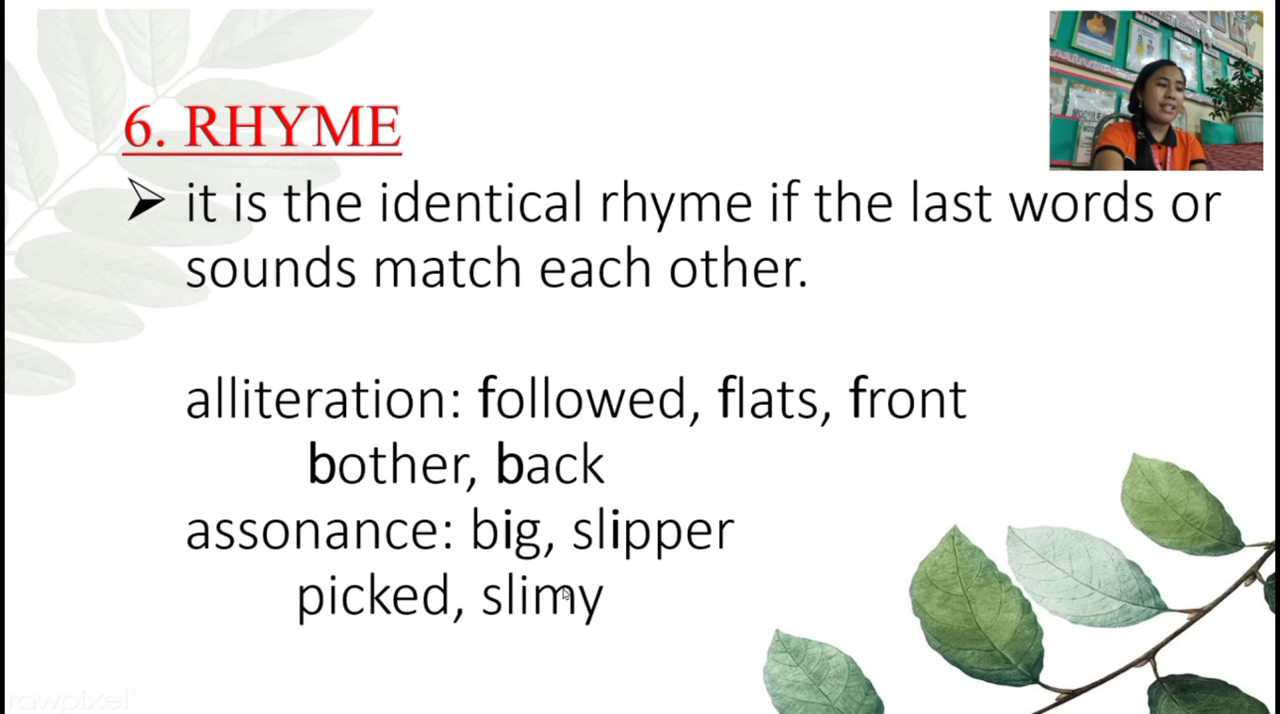 6. RHYME
➢ it is the identical rhyme if the last words or
sounds match each other.
alliteration: followed, flats, front
bother, back
assonance: big, slipper
picked, slimy
rawpixel